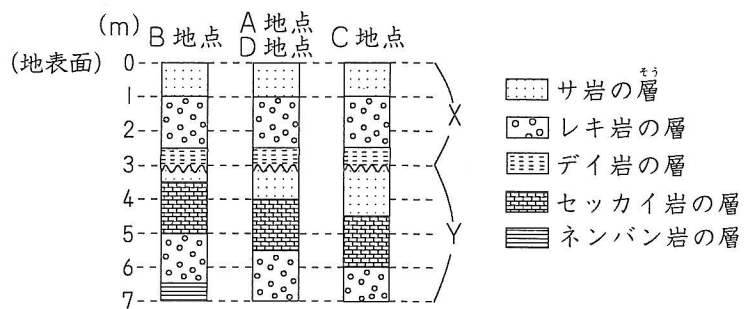 (m)
B地点
A地点
D地点
C地点
(地表面)
0
1
2
3
4
5
6
7
X
Y
そう
サ岩の層
レキ岩の層
デイ岩の層
セッカイ岩の層
ネンバン岩の層